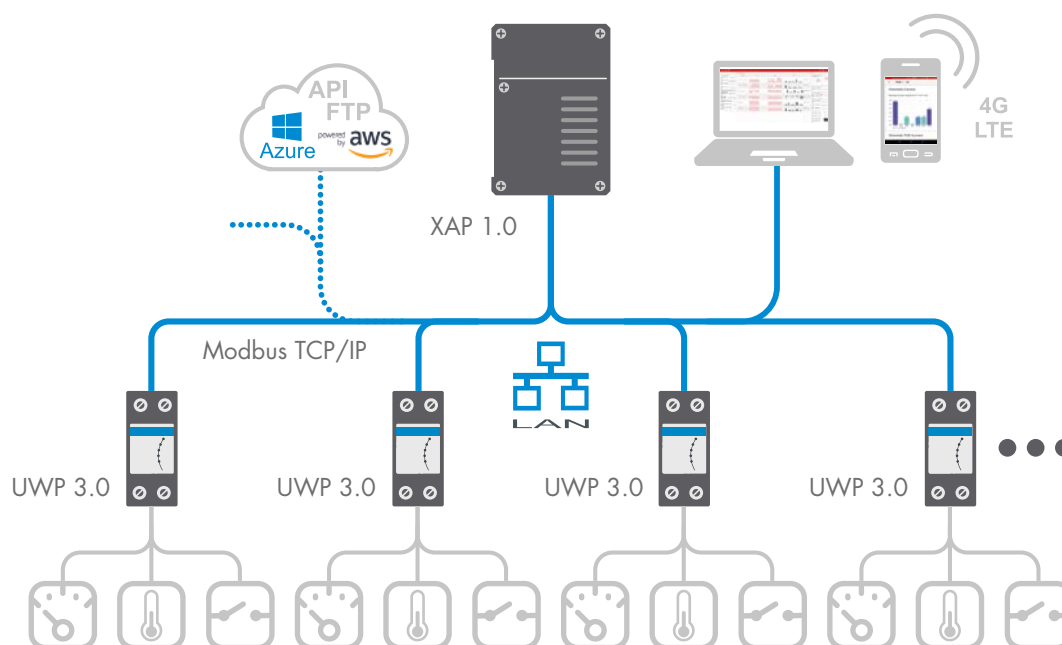 API
FTP
Azure
powered
by
aws
4G
LTE
XAP 1.0
Modbus TCP/IP
LAN
UWP 3.0
UWP 3.0
UWP 3.0
UWP 3.0